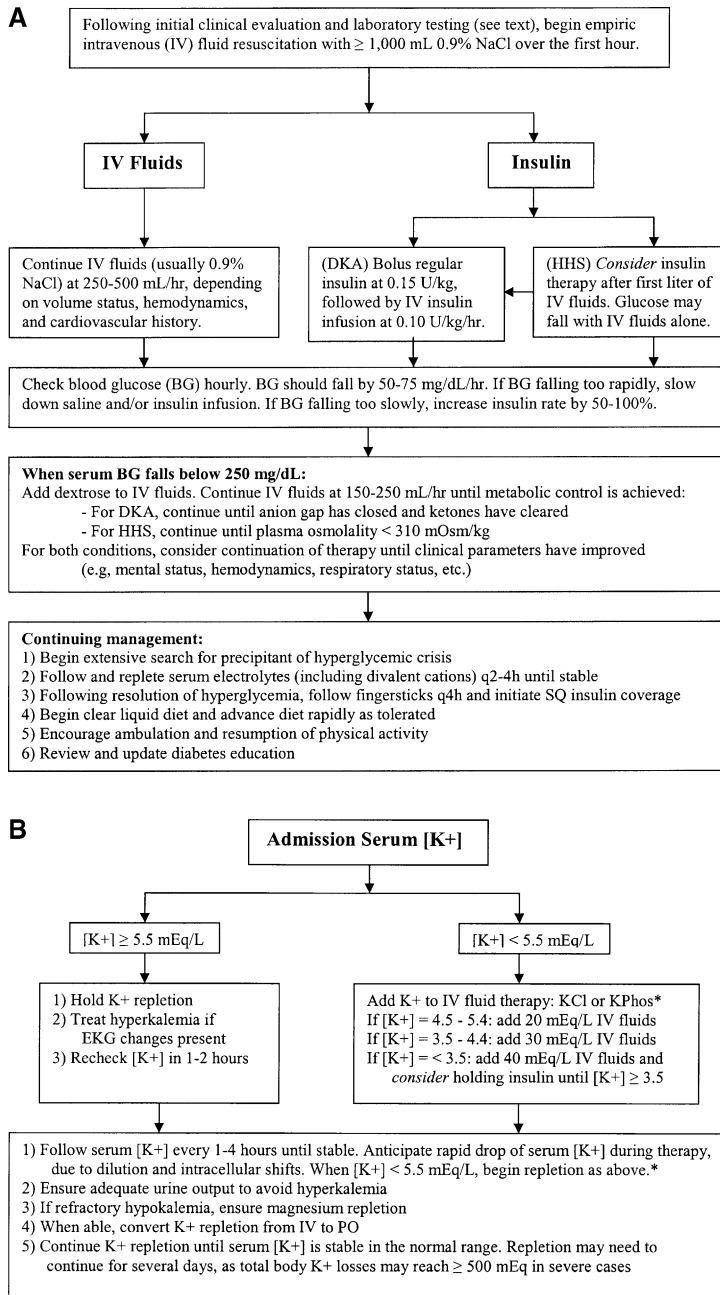 A
Following initial clinical evaluation and laboratory testing (see text), begin empiric
intravenous (IV) fluid resuscitation with ≥ 1,000 mL 0.9% NaCl over the first hour.
IV Fluids
Insulin
Continue IV fluids (usually 0.9%
NaCl) at 250-500 mL/hr, depending
on volume status, hemodynamics,
and cardiovascular history.
(DKA) Bolus regular
insulin at 0.15 U/kg,
followed by IV insulin
infusion at 0.10 U/kg/hr.
(HHS) Consider insulin
therapy after first liter of
IV fluids. Glucose may
fall with IV fluids alone.
Check blood glucose (BG) hourly. BG should fall by 50-75 mg/dL/hr. If BG falling too rapidly, slow
down saline and/or insulin infusion. If BG falling too slowly, increase insulin rate by 50-100%.
When serum BG falls below 250 mg/dL:
Add dextrose to IV fluids. Continue IV fluids at 150-250 mL/hr until metabolic control is achieved:
- For DKA, continue until anion gap has closed and ketones have cleared
- For HHS, continue until plasma osmolality < 310 mOsm/kg
For both conditions, consider continuation of therapy until clinical parameters have improved
(e.g, mental status, hemodynamics, respiratory status, etc.)
Continuing management:
1) Begin extensive search for precipitant of hyperglycemic crisis
2) Follow and replete serum electrolytes (including divalent cations) q2-4h until stable
3) Following resolution of hyperglycemia, follow fingersticks q4h and initiate SQ insulin coverage
4) Begin clear liquid diet and advance diet rapidly as tolerated
5) Encourage ambulation and resumption of physical activity
6) Review and update diabetes education
B
Admission Serum [K+]
[K+] ≥ 5.5 mEq/L
[K+] < 5.5 mEq/L
1) Hold K+ repletion
2) Treat hyperkalemia if
EKG changes present
3) Recheck [K+] in 1-2 hours
Add K+ to IV fluid therapy: KCl or KPhos*
If [K+] = 4.5 - 5.4: add 20 mEq/L IV fluids
If [K+] = 3.5 - 4.4: add 30 mEq/L IV fluids
If [K+] = < 3.5: add 40 mEq/L IV fluids and
consider holding insulin until [K+] ≥ 3.5
1) Follow serum [K+] every 1-4 hours until stable. Anticipate rapid drop of serum [K+] during therapy,
due to dilution and intracellular shifts. When [K+] < 5.5 mEq/L, begin repletion as above.*
2) Ensure adequate urine output to avoid hyperkalemia
3) If refractory hypokalemia, ensure magnesium repletion
4) When able, convert K+ repletion from IV to PO
5) Continue K+ repletion until serum [K+] is stable in the normal range. Repletion may need to
continue for several days, as total body K+ losses may reach ≥ 500 mEq in severe cases